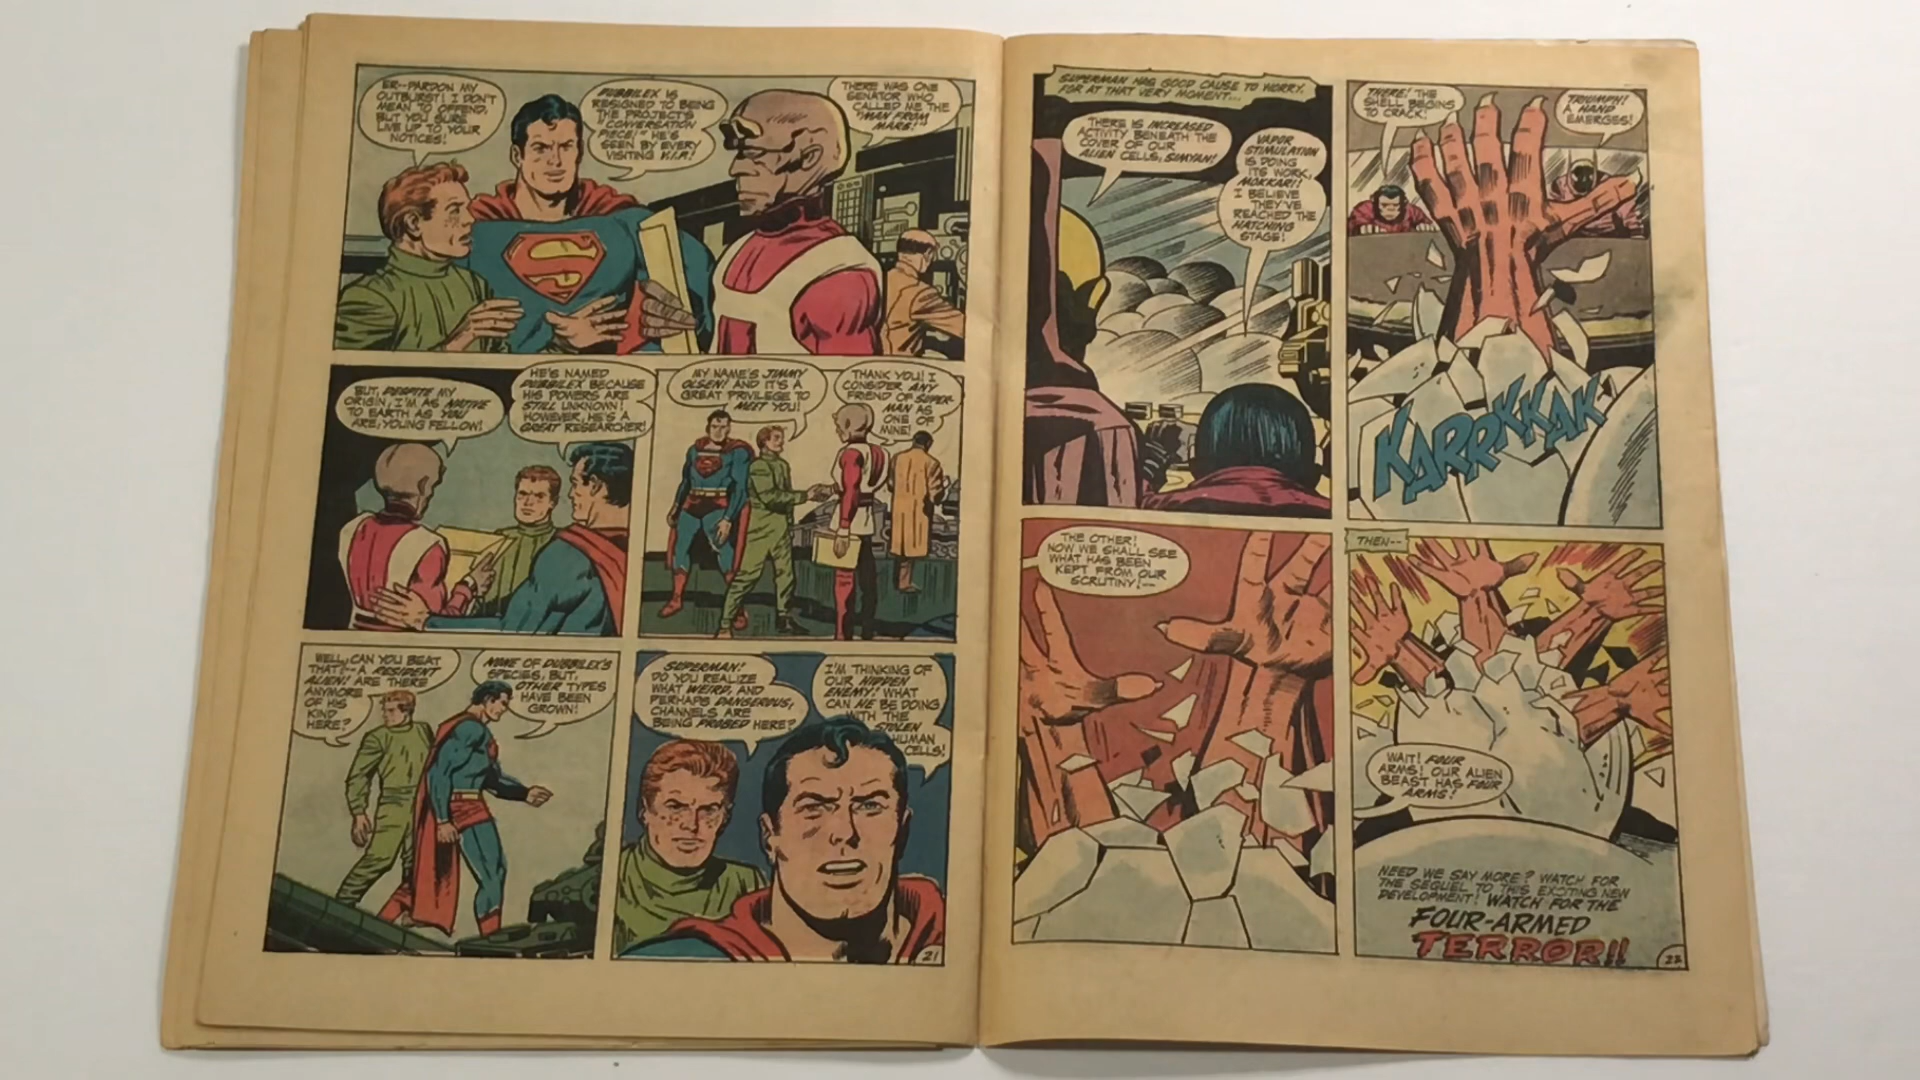 ER--PARDON MY
OUTBURST! I DON'T
MEAN TO OFFEND.
BUT YOU SURE
LIVE UP TO YOUR
NOTICES!
DUBBILEX IS
RESIGNED TO BEING
THE PROJECT'S
"CONVERSATION
PIECE!" HE'S
SEEN BY EVERY
VISITING V.I.P.!
THERE WAS ONE
SENATOR WHO
CALLED ME THE
"MAN FROM
MARS!"
BUT, DESPITE MY
ORIGIN, I'M AS NATIVE
TO EARTH AS YOU
ARE, YOUNG FELLOW!
HE'S NAMED
DUBBILEX BECAUSE
HIS POWERS ARE
STILL UNKNOWN!
HOWEVER, HE'S A
GREAT RESEARCHER!
MY NAME'S JIMMY
OLSEN! AND IT'S A
GREAT PRIVILEGE TO
MEET YOU!
THANK YOU! I
CONSIDER ANY
FRIEND OF SUPER-
MAN AS
ONE OF
MINE!
WELL, CAN YOU BEAT
THAT!--A RESIDENT
ALIEN! ARE THERE
ANYMORE
OF HIS
KIND
HERE?
NONE OF DUBBILEX'S
SPECIES, BUT,
OTHER TYPES
HAVE BEEN
GROWN!
SUPERMAN!
DO YOU REALIZE
WHAT WEIRD, AND
PERHAPS DANGEROUS,
CHANNELS ARE
BEING PROBED HERE?
I'M THINKING OF
OUR HIDDEN
ENEMY! WHAT
CAN HE BE DOING
WITH THE
STOLEN
HUMAN
CELLS!
21
SUPERMAN HAS GOOD CAUSE TO WORRY.
FOR AT THAT VERY MOMENT...
THERE IS INCREASED
ACTIVITY BENEATH THE
COVER OF OUR
ALIEN CELLS, SIMYAN!
VAPOR
STIMULATION
IS DOING
ITS WORK,
MOKKARI!
I BELIEVE
THEY'VE
REACHED THE
HATCHING
STAGE!
THERE! THE
SHELL BEGINS
TO CRACK!
TRIUMPH!
A HAND
EMERGES!
KARRKKKAK
THE OTHER!
NOW WE SHALL SEE
WHAT HAS BEEN
KEPT FROM OUR
SCRUTINY!--
THEN--
WAIT! FOUR
ARMS! OUR ALIEN
BEAST HAS FOUR
ARMS!
NEED WE SAY MORE? WATCH FOR
THE SEQUEL TO THIS EXCITING NEW
DEVELOPMENT! WATCH FOR THE
FOUR-ARMED
TERROR!!
22